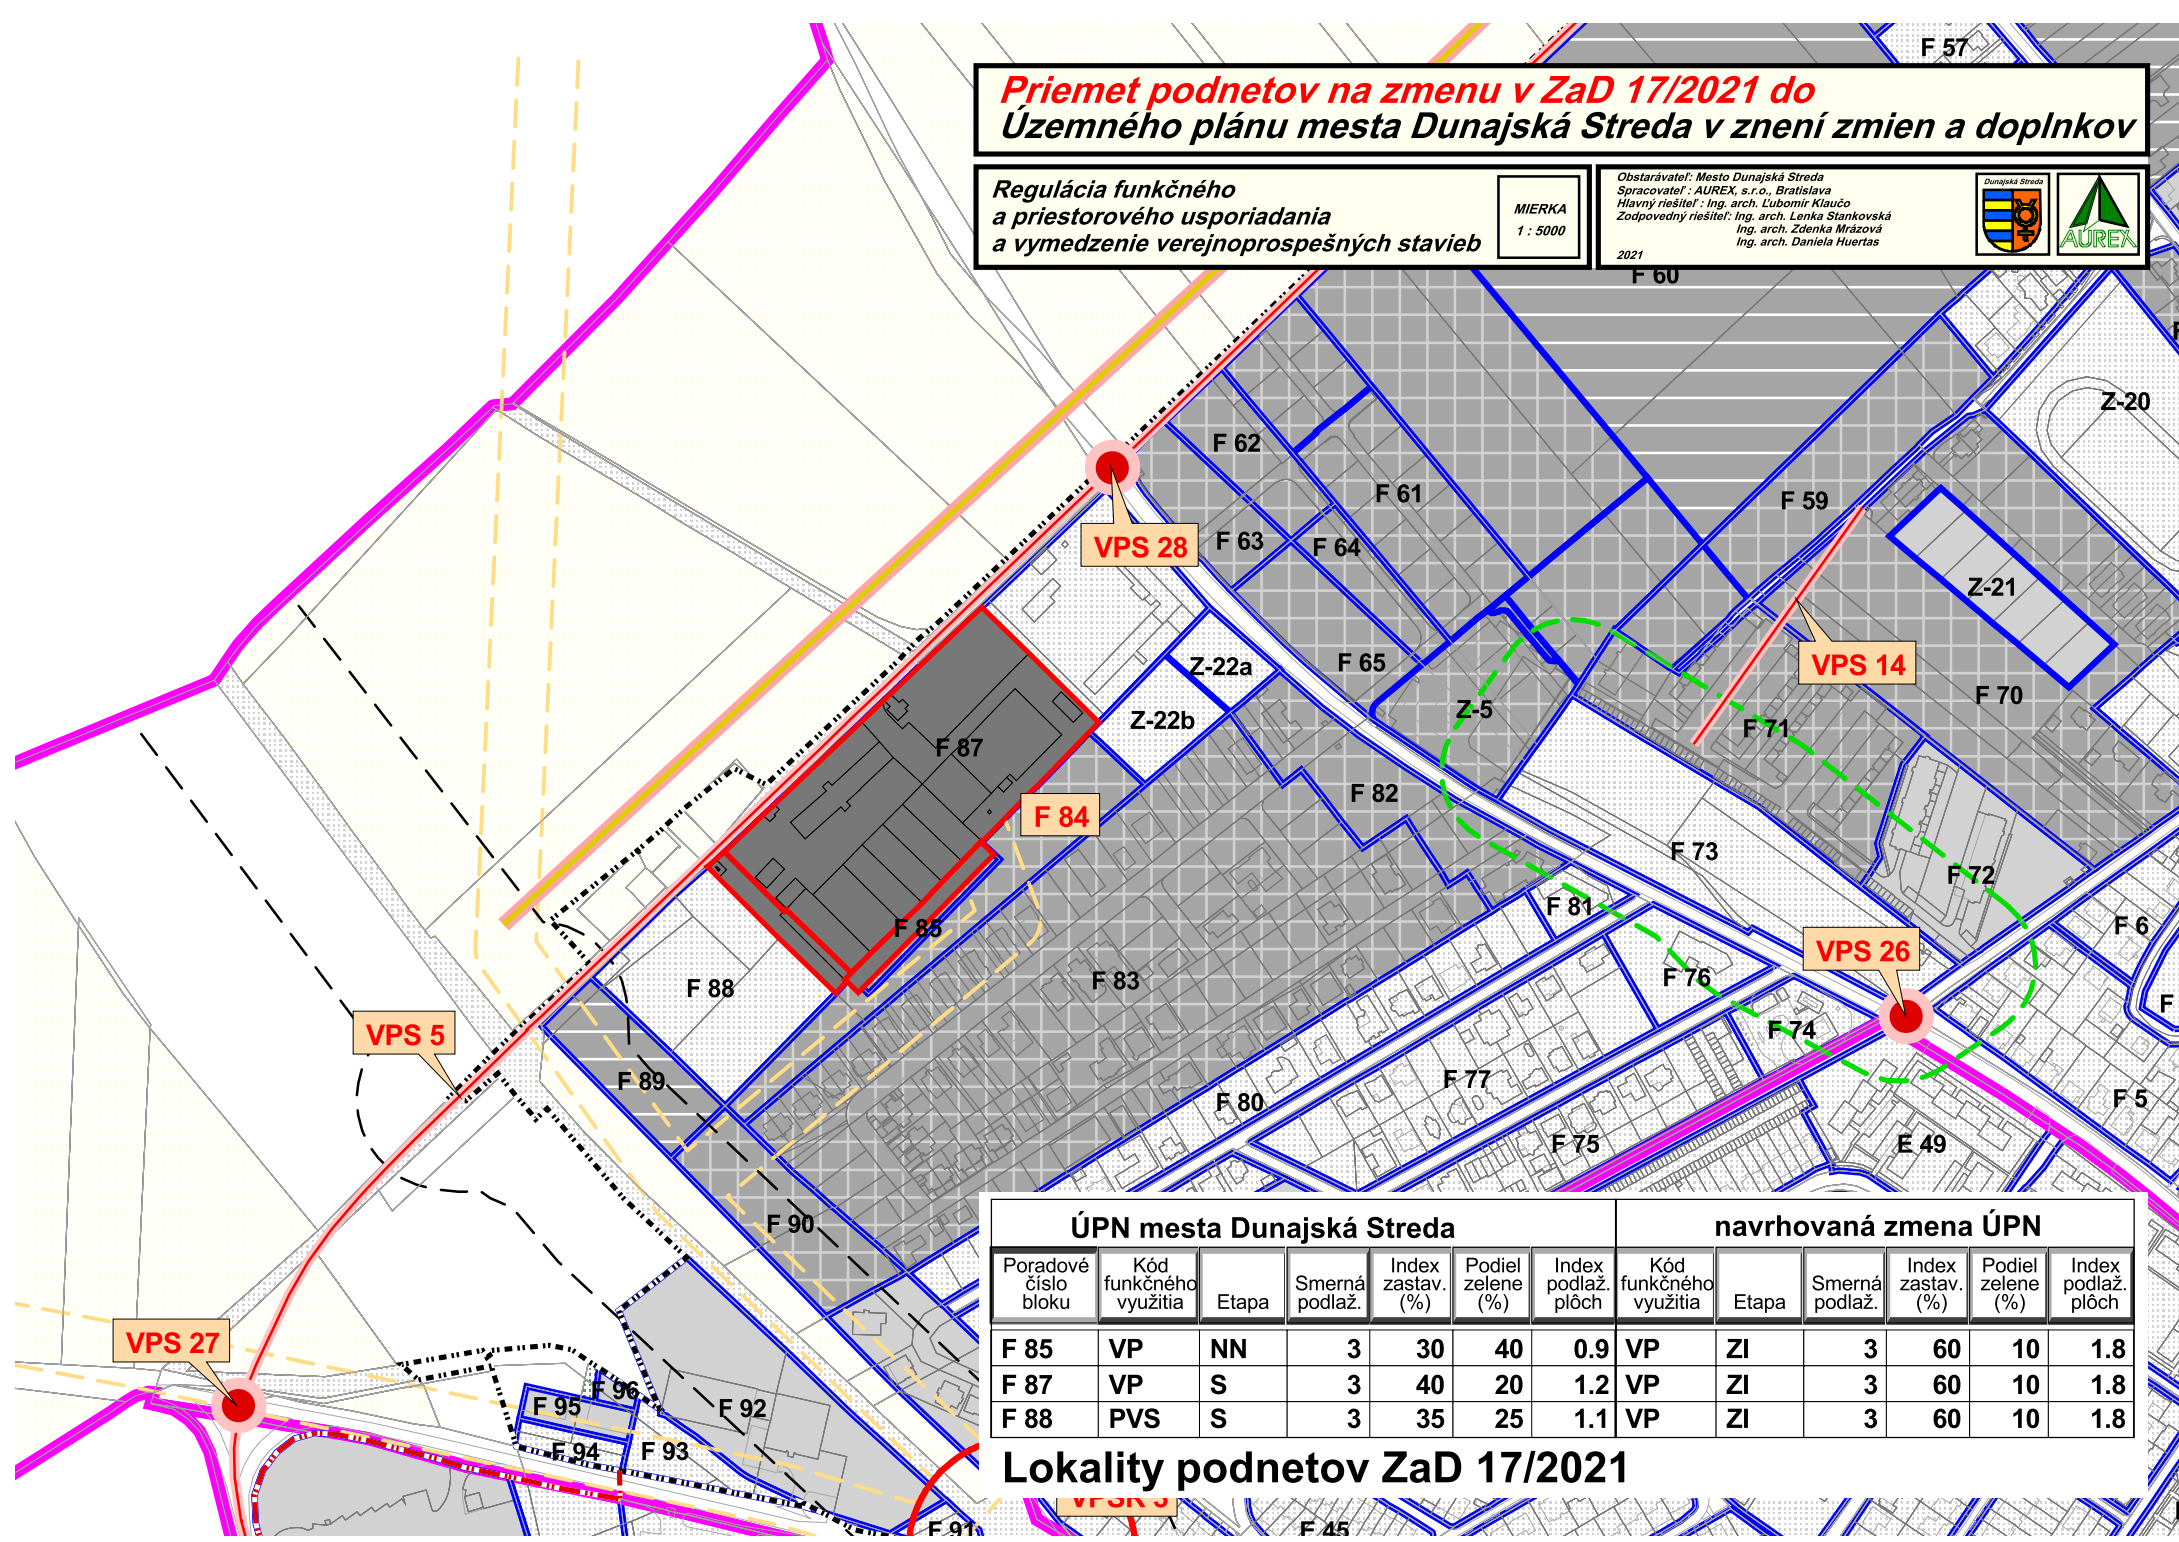 F 57
Priemet podnetov na zmenu v ZaD 17/2021 do
Územného plánu mesta Dunajská Streda v znení zmien a doplnkov
Regulácia funkčného
a priestorového usporiadania
a vymedzenie verejnoprospešných stavieb
MIERKA
1 : 5000
Obstarávateľ: Mesto Dunajská Streda
Spracovateľ : AUREX, s.r.o., Bratislava
Hlavný riešiteľ : Ing. arch. Ľubomír Klaučo
Zodpovedný riešiteľ: Ing. arch. Lenka Stankovská
Ing. arch. Zdenka Mrázová
Ing. arch. Daniela Huertas
2021
Dunajská Streda
AUREX
F 60
Z-20
F 62
F 61
F 59
F 63
F 64
VPS 28
Z-21
F 65
Z-22a
VPS 14
F 70
Z-5
Z-22b
F 71
F 87
F 82
F 84
F 73
F 72
F 81
F 6
F 85
VPS 26
F 83
F 76
F 88
F
VPS 5
F 74
F 89
F 77
F 80
F 5
F 75
E 49
F 90
VPS 27
F 96
F 95
F 92
F 94
F 93
ÚPN mesta Dunajská Streda navrhovaná zmena ÚPN
Poradové číslo bloku Kód funkčného využitia Etapa Smerná podlaž. Index zastav. (%) Podiel zelene (%) Index podlaž. plôch Kód funkčného využitia Etapa Smerná podlaž. Index zastav. (%) Podiel zelene (%) Index podlaž. plôch
F 85 VP NN 3 30 40 0.9 VP ZI 3 60 10 1.8
F 87 VP S 3 40 20 1.2 VP ZI 3 60 10 1.8
F 88 PVS S 3 35 25 1.1 VP ZI 3 60 10 1.8
Lokality podnetov ZaD 17/2021
VPSR 3
F 91
F 45